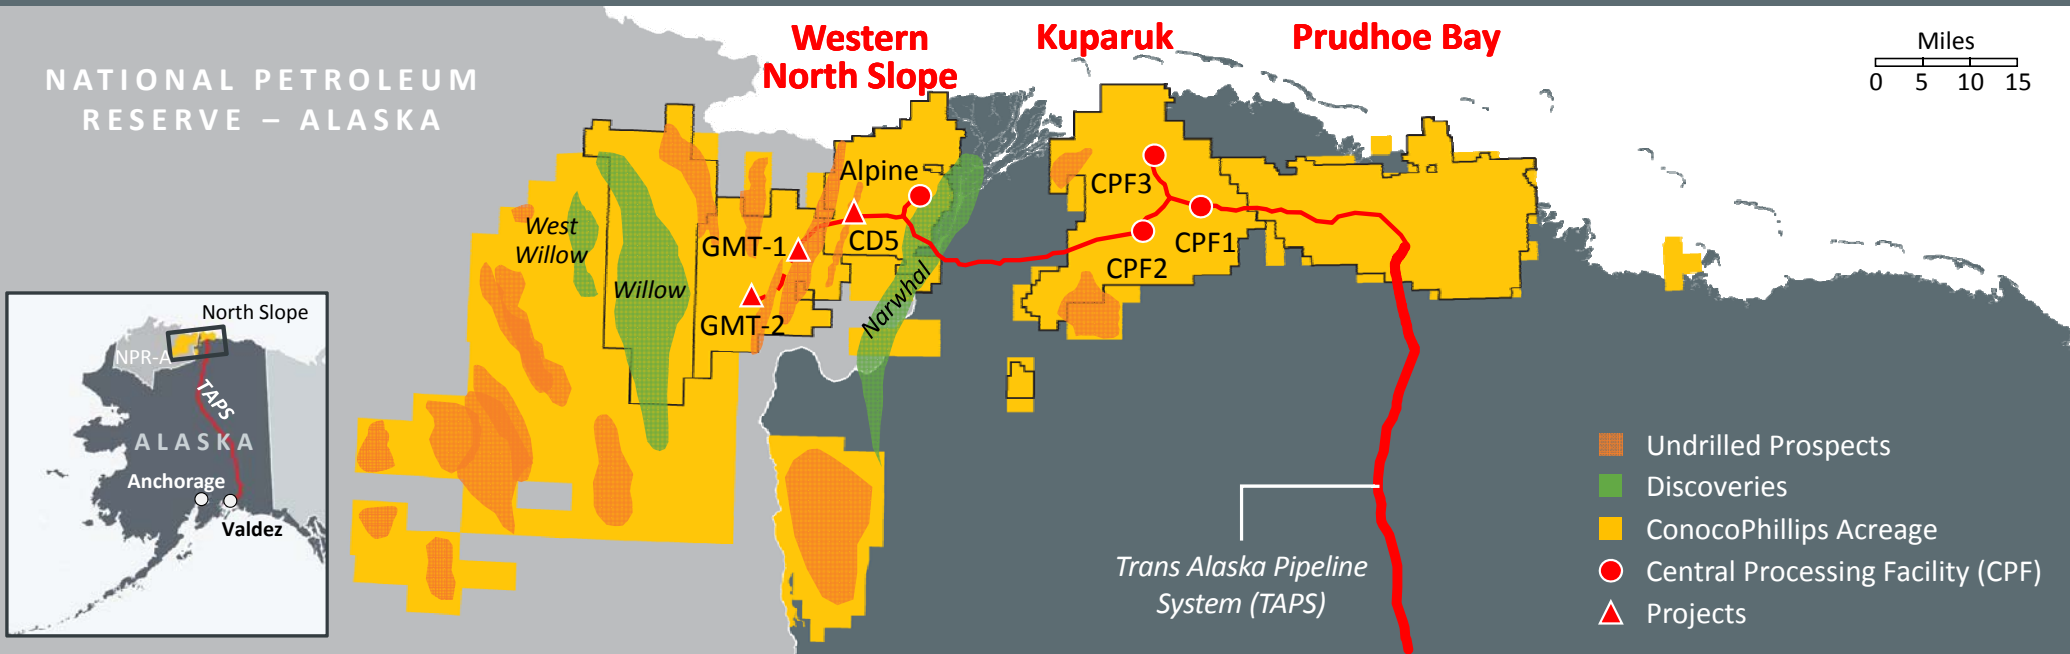 NATIONAL PETROLEUM
RESERVE – ALASKA
Western
North Slope
Kuparuk
Prudhoe Bay
Miles
0 5 10 15
Alpine
CD5
GMT-1
GMT-2
West
Willow
Willow
Narwhal
CPF3
CPF1
CPF2
North Slope
NPR-A
TAPS
ALASKA
Anchorage
Valdez
Trans Alaska Pipeline
System (TAPS)
Undrilled Prospects
Discoveries
ConocoPhillips Acreage
Central Processing Facility (CPF)
Projects